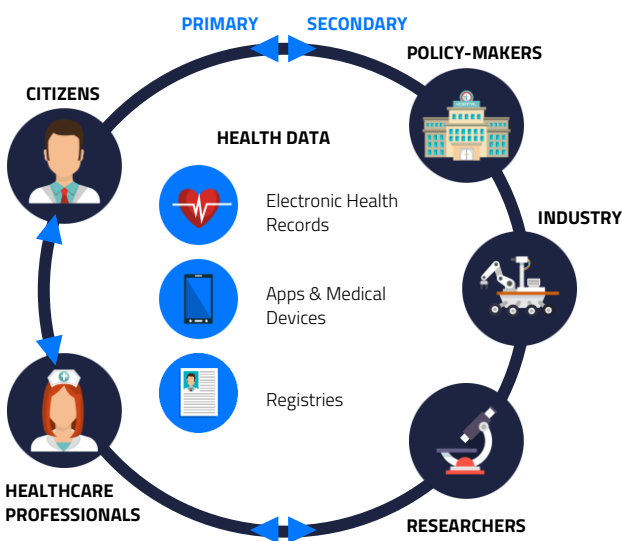 PRIMARY
SECONDARY
POLICY-MAKERS
CITIZENS
HEALTH DATA
Electronic Health
Records
INDUSTRY
Apps & Medical
Devices
Registries
HEALTHCARE
PROFESSIONALS
RESEARCHERS